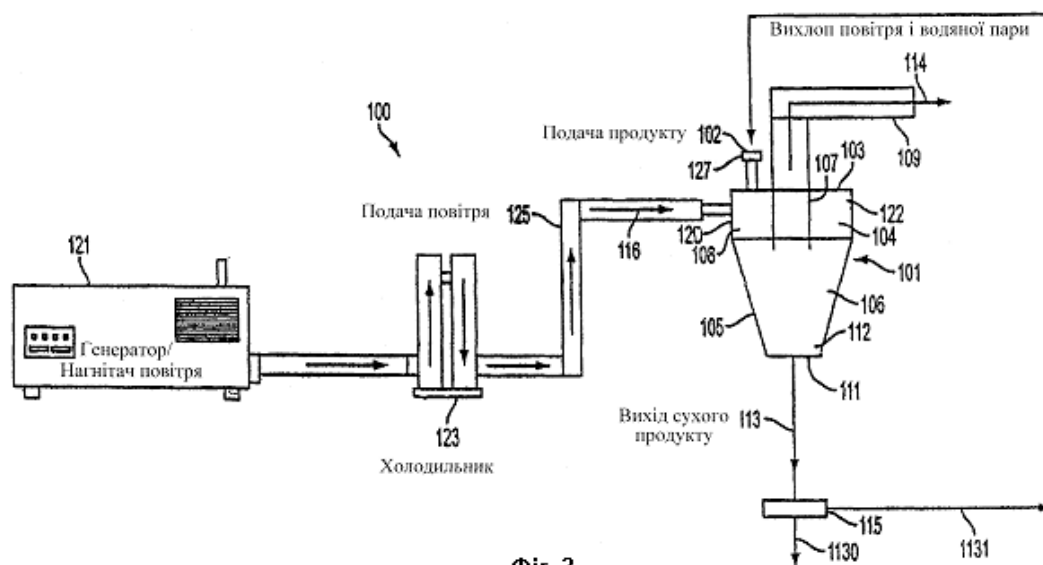 Вихлоп повітря і водяної пари
114
100
Подача продукту
102
127
107
103
109
Подача повітря
125
122
116
120
108
104
121
101
106
105
112
Генератор/
Нагнітач повітря
111
Вихід сухого
продукту
113
123
Холодильник
115
1130
1131
Фіг. 2